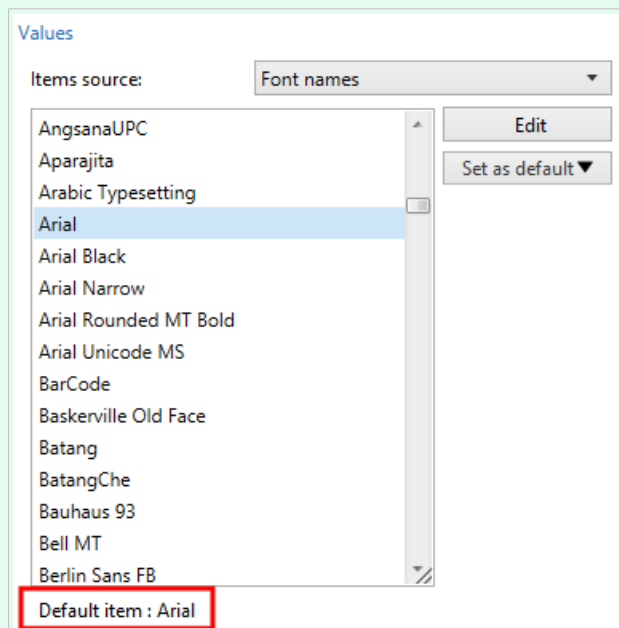 Values
Items source: Font names
AngsanaUPC
Edit
Aparajita
Set as default
Arabic Typesetting
Arial
Arial Black
Arial Narrow
Arial Rounded MT Bold
Arial Unicode MS
BarCode
Baskerville Old Face
Batang
BatangChe
Bauhaus 93
Bell MT
Berlin Sans FB
Default item : Arial